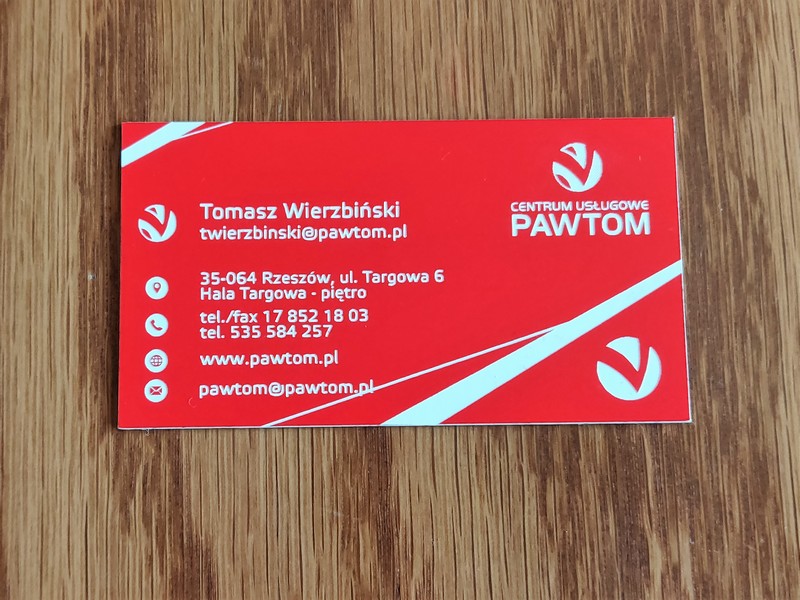 Tomasz Wierzbiński
twierzbinski@pawtom.pl
CENTRUM USŁUGOWE
PAWTOM
35-064 Rzeszów, ul. Targowa 6
Hala Targowa - piętro
tel./fax 17 852 18 03
tel. 535 584 257
www.pawtom.pl
pawtom@pawtom.pl